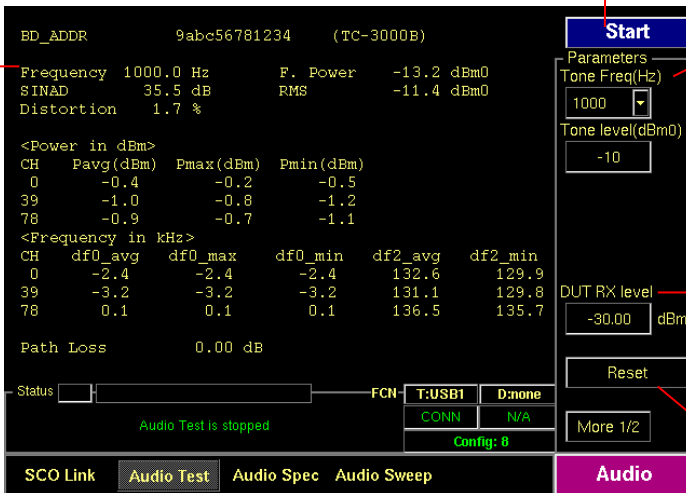 BD_ADDR 9abc56781234 (TC-3000B)
Frequency 1000.0 Hz F. Power -13.2 dBm0
SINAD 35.5 dB RMS -11.4 dBm0
Distortion 1.7 %
<Power in dBm>
CH Pavg(dBm) Pmax(dBm) Pmin(dBm)
0 -0.4 -0.2 -0.5
39 -1.0 -0.8 -1.2
78 -0.9 -0.7 -1.1
<Frequency in kHz>
CH df0_avg df0_max df0_min df2_avg df2_min
0 -2.4 -2.4 -2.4 132.6 129.9
39 -3.2 -3.2 -3.2 131.1 129.8
78 0.1 0.1 0.1 136.5 135.7
Path Loss 0.00 dB
Status
Audio Test is stopped
FCN T:USB1 D:none
CONN N/A
Config: 8
SCO Link Audio Test Audio Spec Audio Sweep
Start
Parameters
Tone Freq(Hz)
1000
Tone level(dBm0)
-10
DUT RX level
-30.00 dBm
Reset
More 1/2
Audio